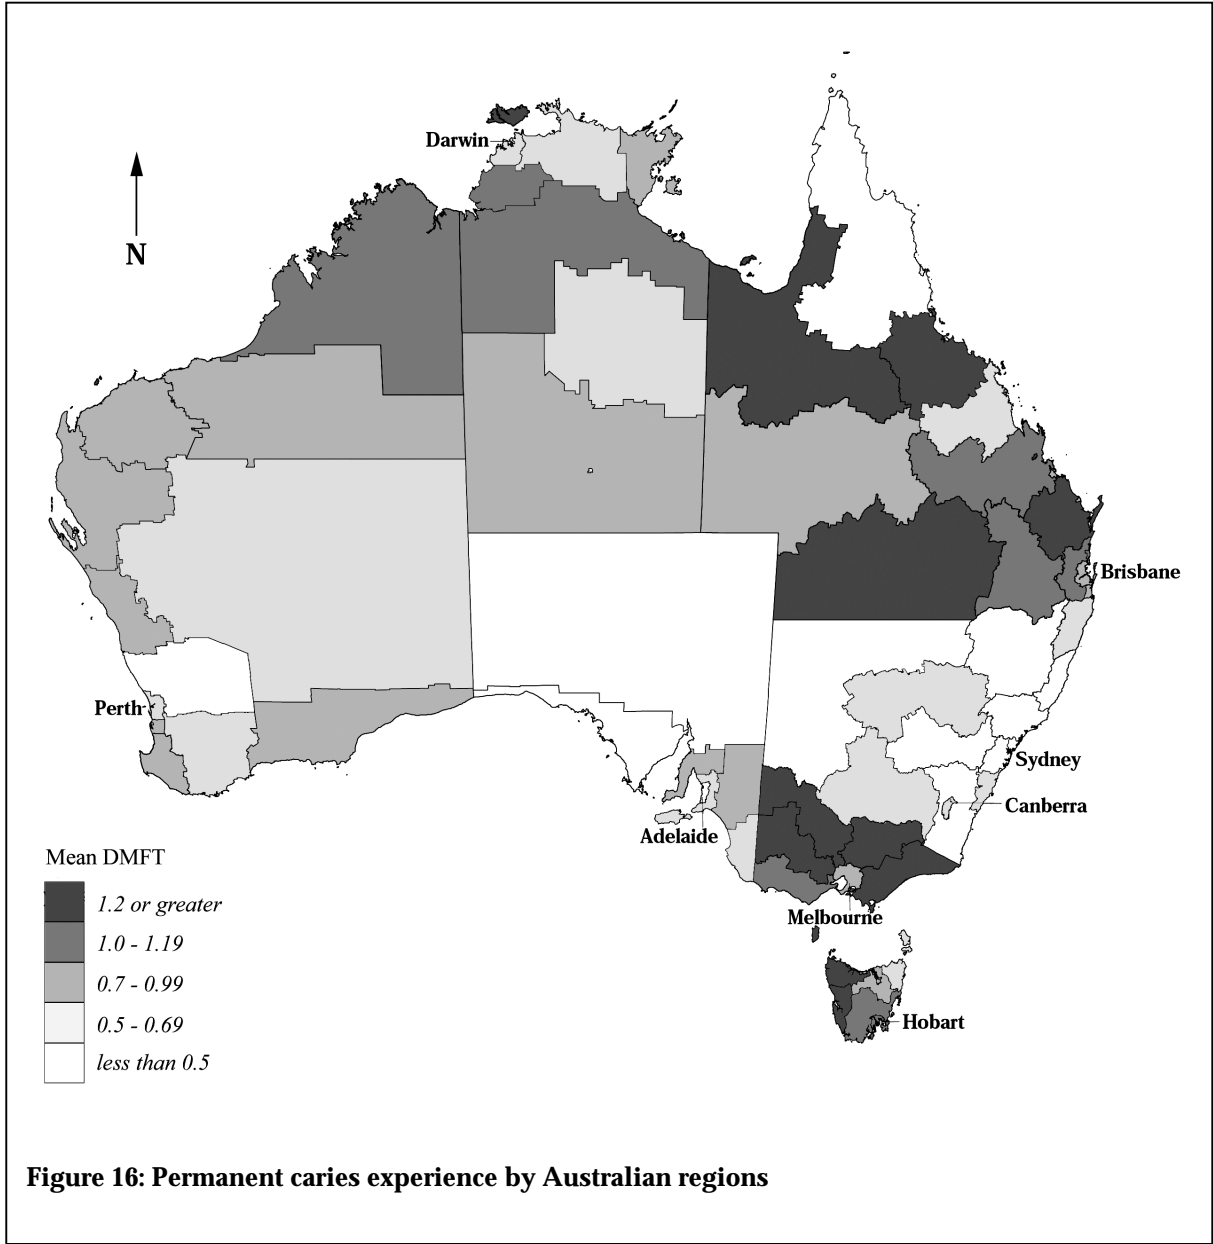 Darwin
N
Brisbane
Perth
Sydney
Canberra
Adelaide
Melbourne
Hobart
Mean DMFT
1.2 or greater
1.0 - 1.19
0.7 - 0.99
0.5 - 0.69
less than 0.5
Figure 16: Permanent caries experience by Australian regions